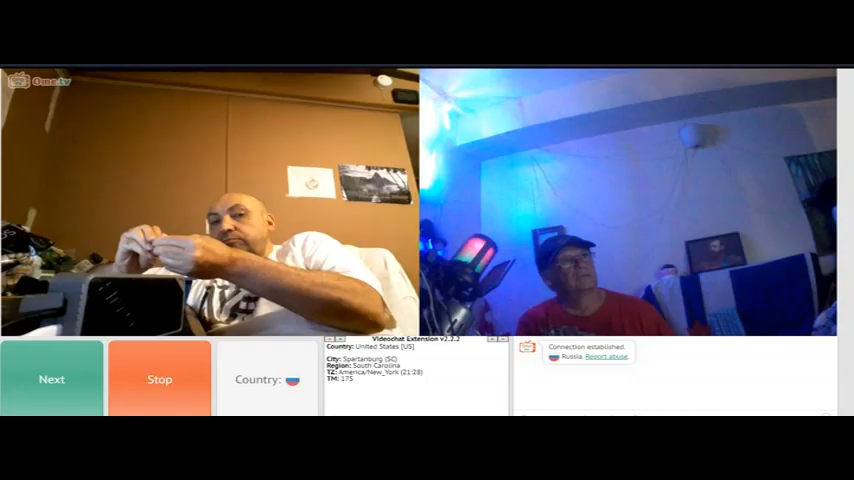 Ome.tv
Next
Stop
Country:
Videochat Extension v2.2.2
Country: United States [US]
City: Spartanburg (SC)
Region: South Carolina
TZ: America/New_York (21:28)
TM: 175
Connection established.
Russia. Report abuse.